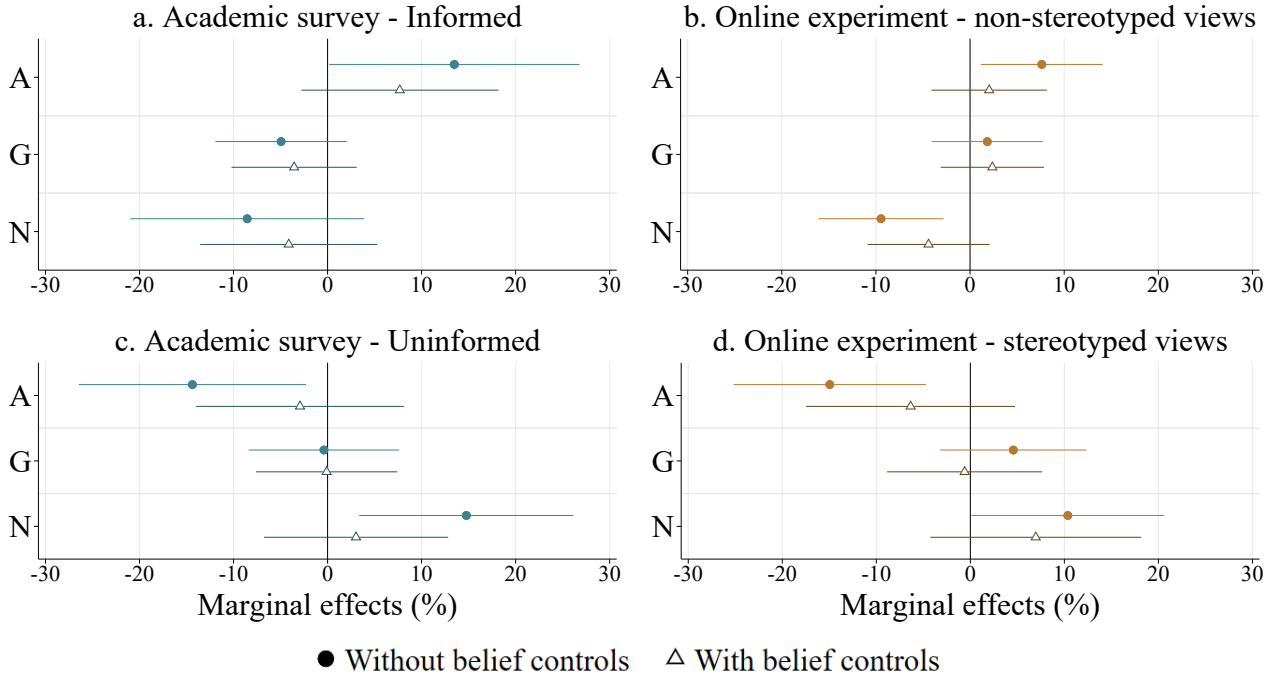 a. Academic survey - Informed
A
G
N
-30 -20 -10 0 10 20 30
b. Online experiment - non-stereotyped views
A
G
N
-30 -20 -10 0 10 20 30
c. Academic survey - Uninformed
A
G
N
-30 -20 -10 0 10 20 30
Marginal effects (%)
d. Online experiment - stereotyped views
A
G
N
-30 -20 -10 0 10 20 30
Marginal effects (%)
Without belief controls With belief controls